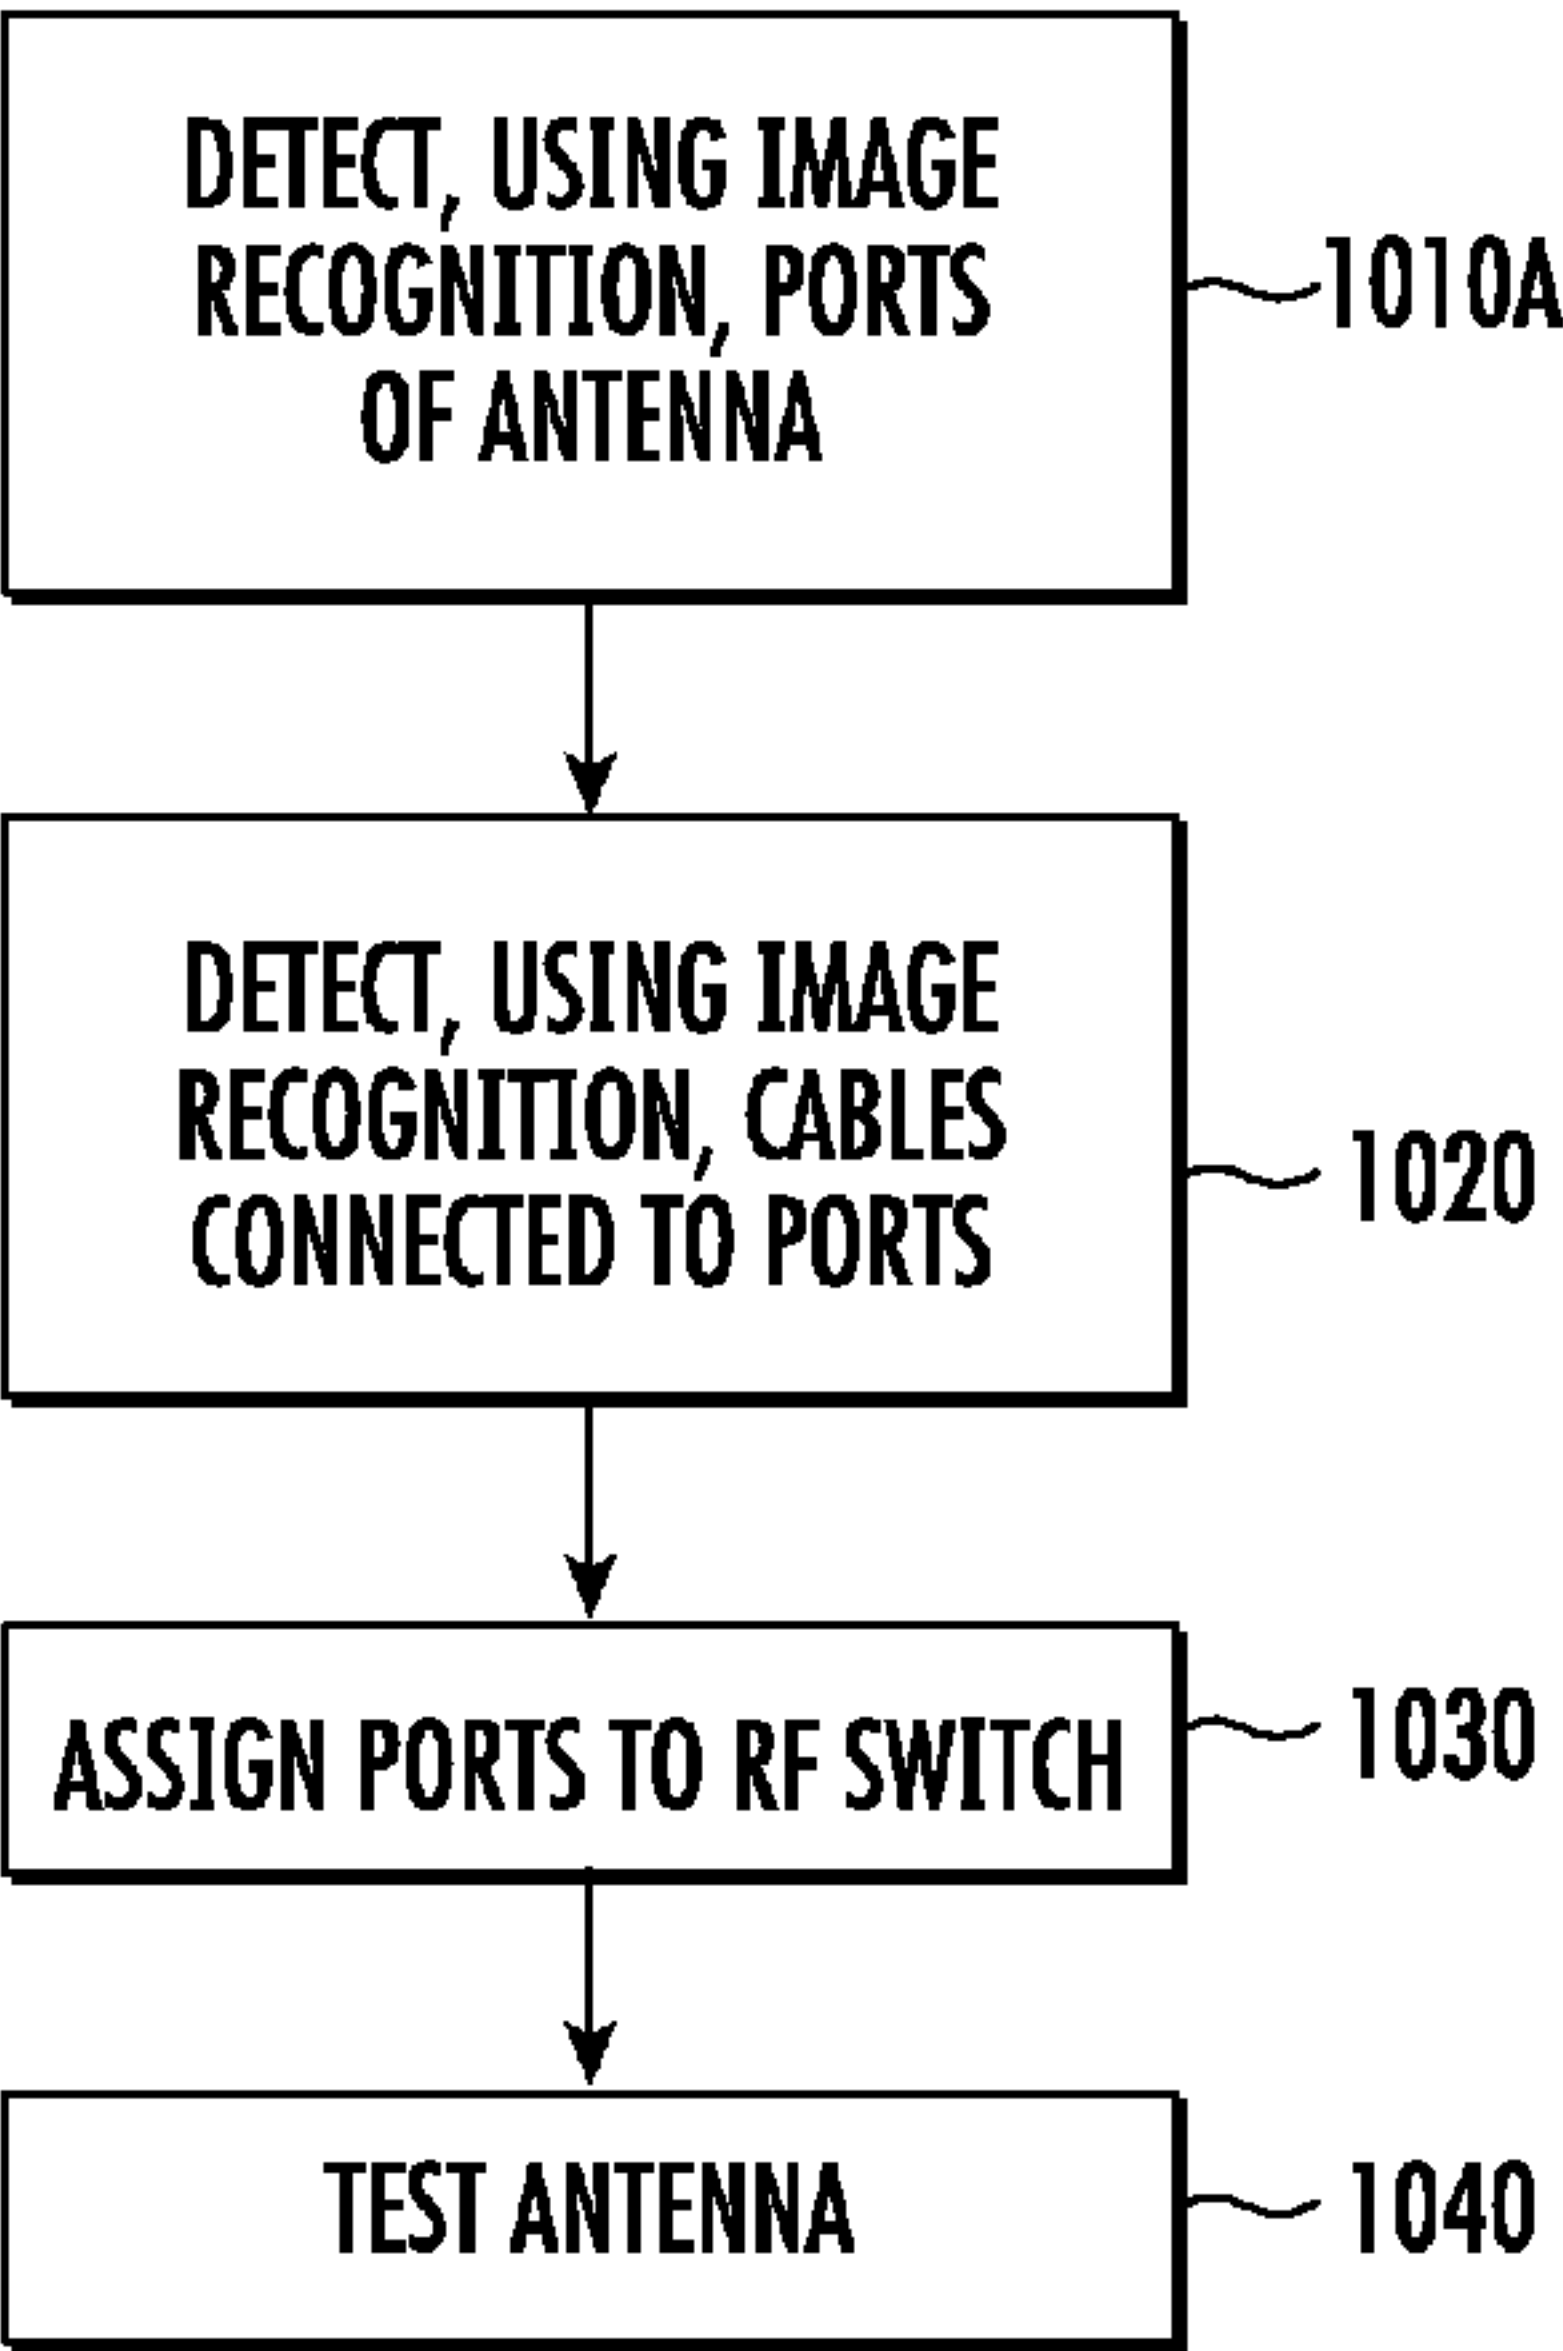 DETECT, USING IMAGE
RECOGNITION, PORTS
OF ANTENNA
1010A
DETECT, USING IMAGE
RECOGNITION, CABLES
CONNECTED TO PORTS
1020
ASSIGN PORTS TO RF SWITCH
1030
TEST ANTENNA
1040